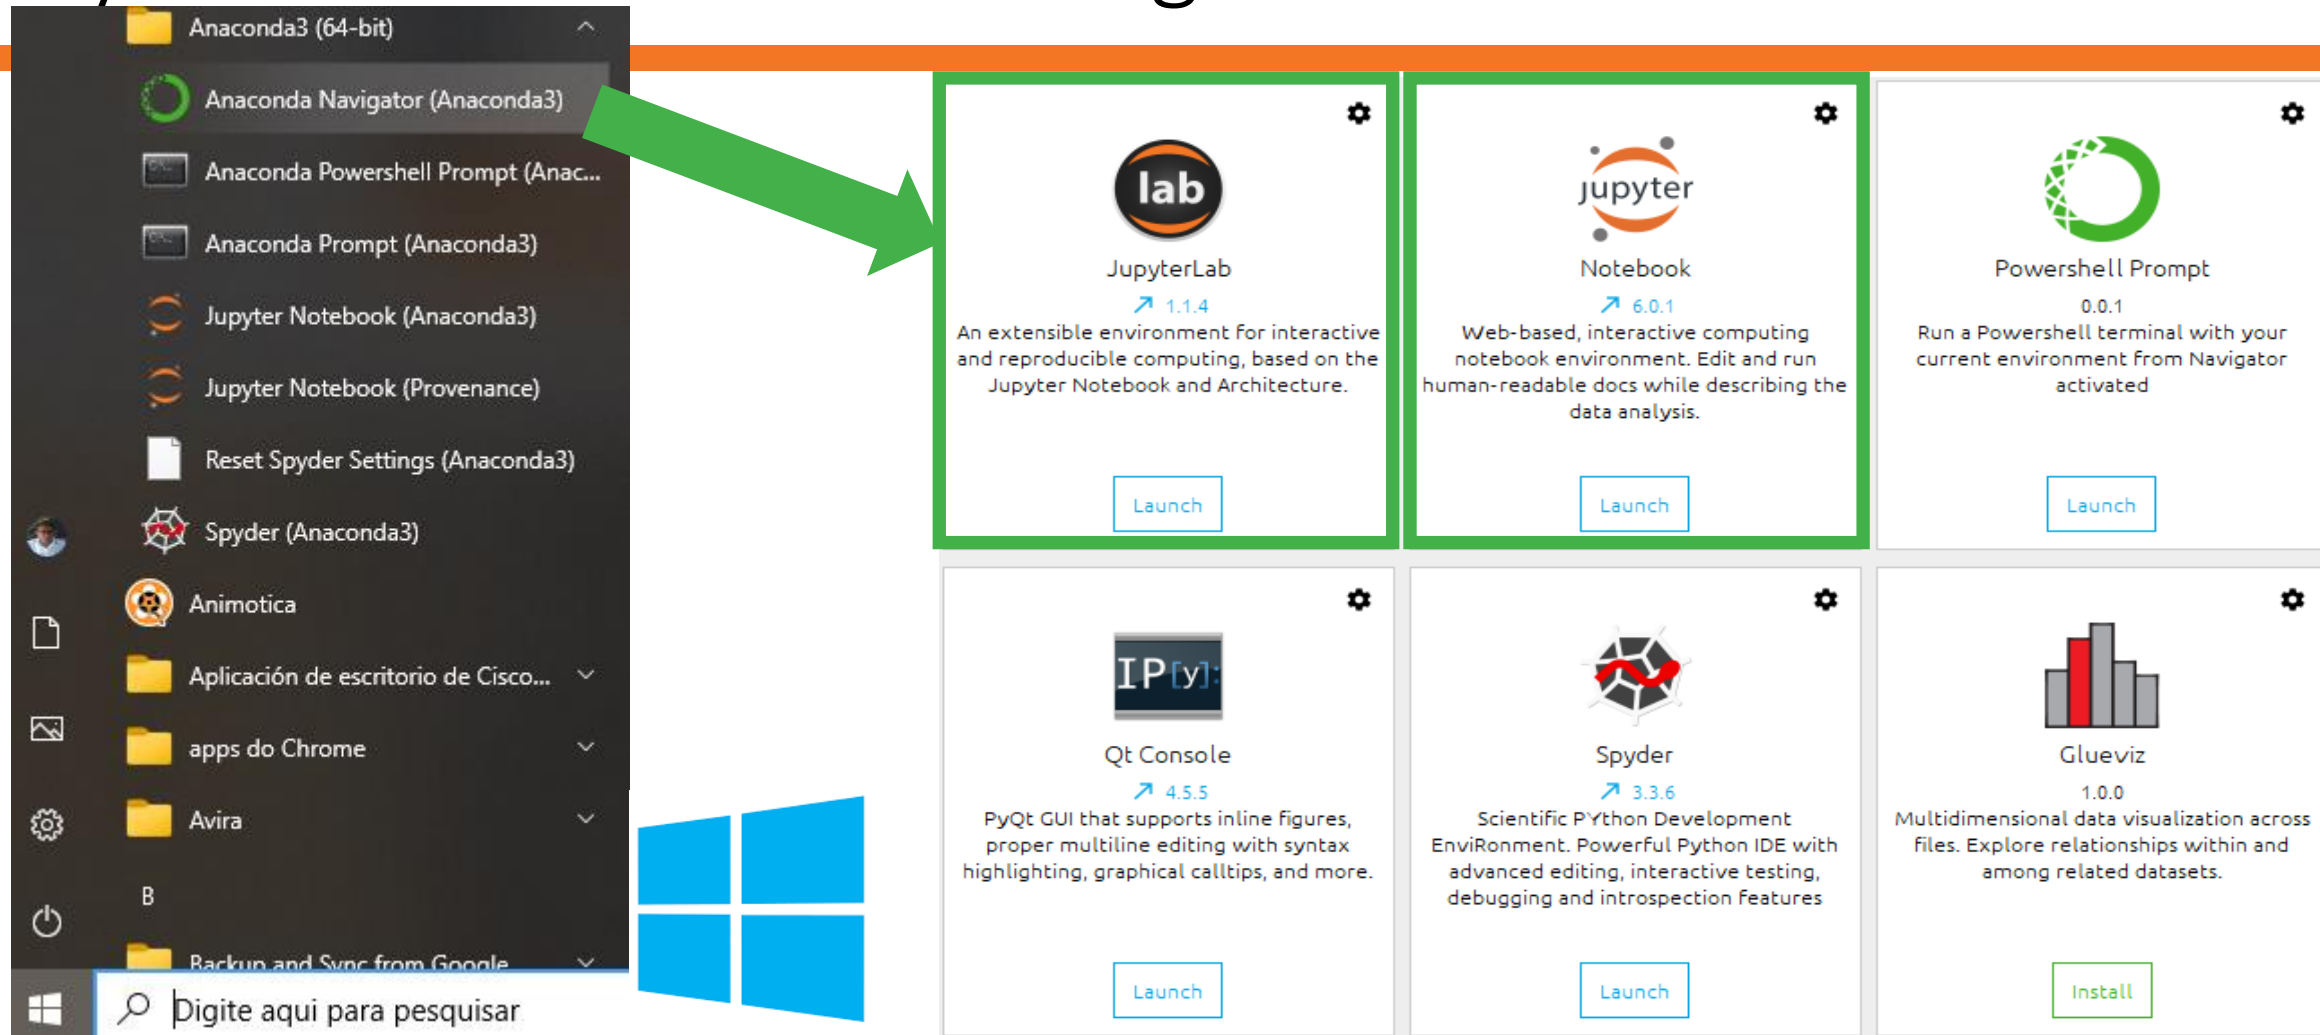 Anaconda3 (64-bit)
Anaconda Navigator (Anaconda3)
Anaconda Powershell Prompt (Anac...
Anaconda Prompt (Anaconda3)
Jupyter Notebook (Anaconda3)
Jupyter Notebook (Provenance)
Reset Spyder Settings (Anaconda3)
Spyder (Anaconda3)
Animotica
Aplicación de escritorio de Cisco...
apps do Chrome
Avira
B
Backup and Sync from Google
Digite aqui para pesquisar
lab
JupyterLab
1.1.4
An extensible environment for interactive
and reproducible computing, based on the
Jupyter Notebook and Architecture.
Launch
jupyter
Notebook
6.0.1
Web-based, interactive computing
notebook environment. Edit and run
human-readable docs while describing the
data analysis.
Launch
Powershell Prompt
0.0.1
Run a Powershell terminal with your
current environment from Navigator
activated
Launch
IP[y]:
Qt Console
4.5.5
PyQt GUI that supports inline figures,
proper multiline editing with syntax
highlighting, graphical calltips, and more.
Launch
Spyder
3.3.6
Scientific PYthon Development
EnviRonment. Powerful Python IDE with
advanced editing, interactive testing,
debugging and introspection features
Launch
Glueviz
1.0.0
Multidimensional data visualization across
files. Explore relationships within and
among related datasets.
Install